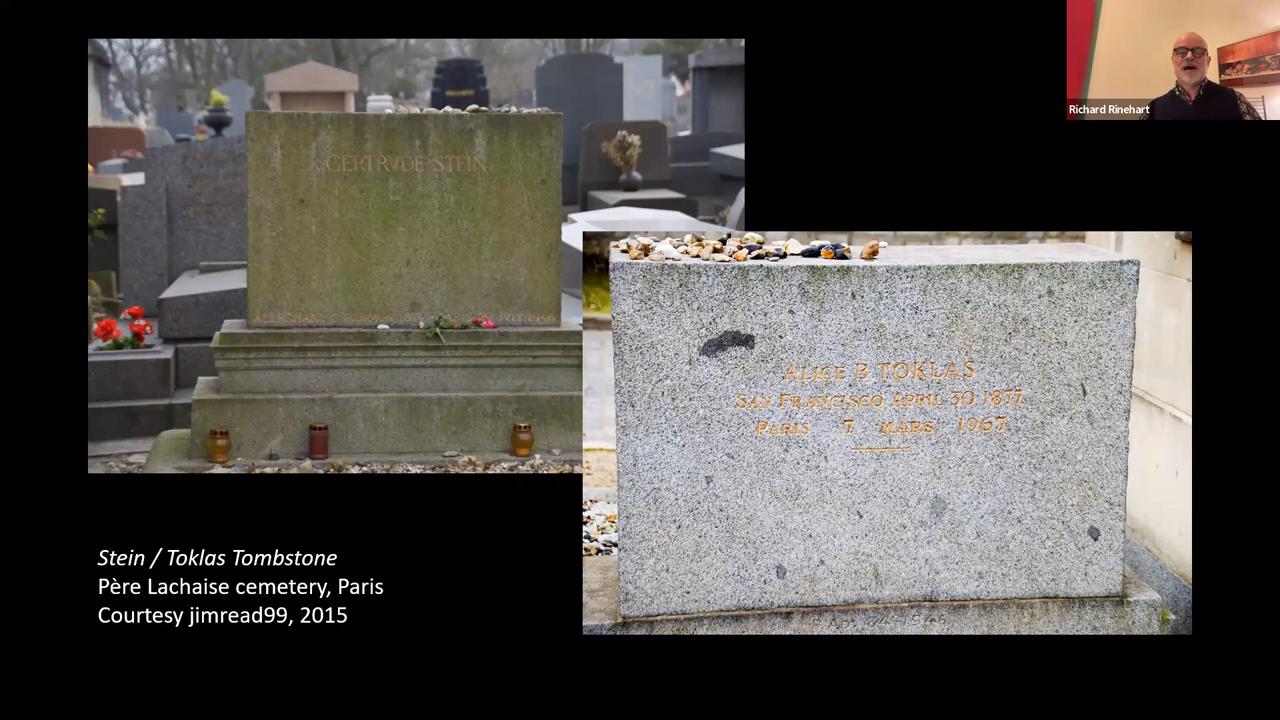 Richard Rinehart
GERTRVDE STEIN
ALICE B TOKLAS
SAN FRANCISCO APRIL 30 1877
PARIS 7 MARS 1967
Stein / Toklas Tombstone
Père Lachaise cemetery, Paris
Courtesy jimread99, 2015